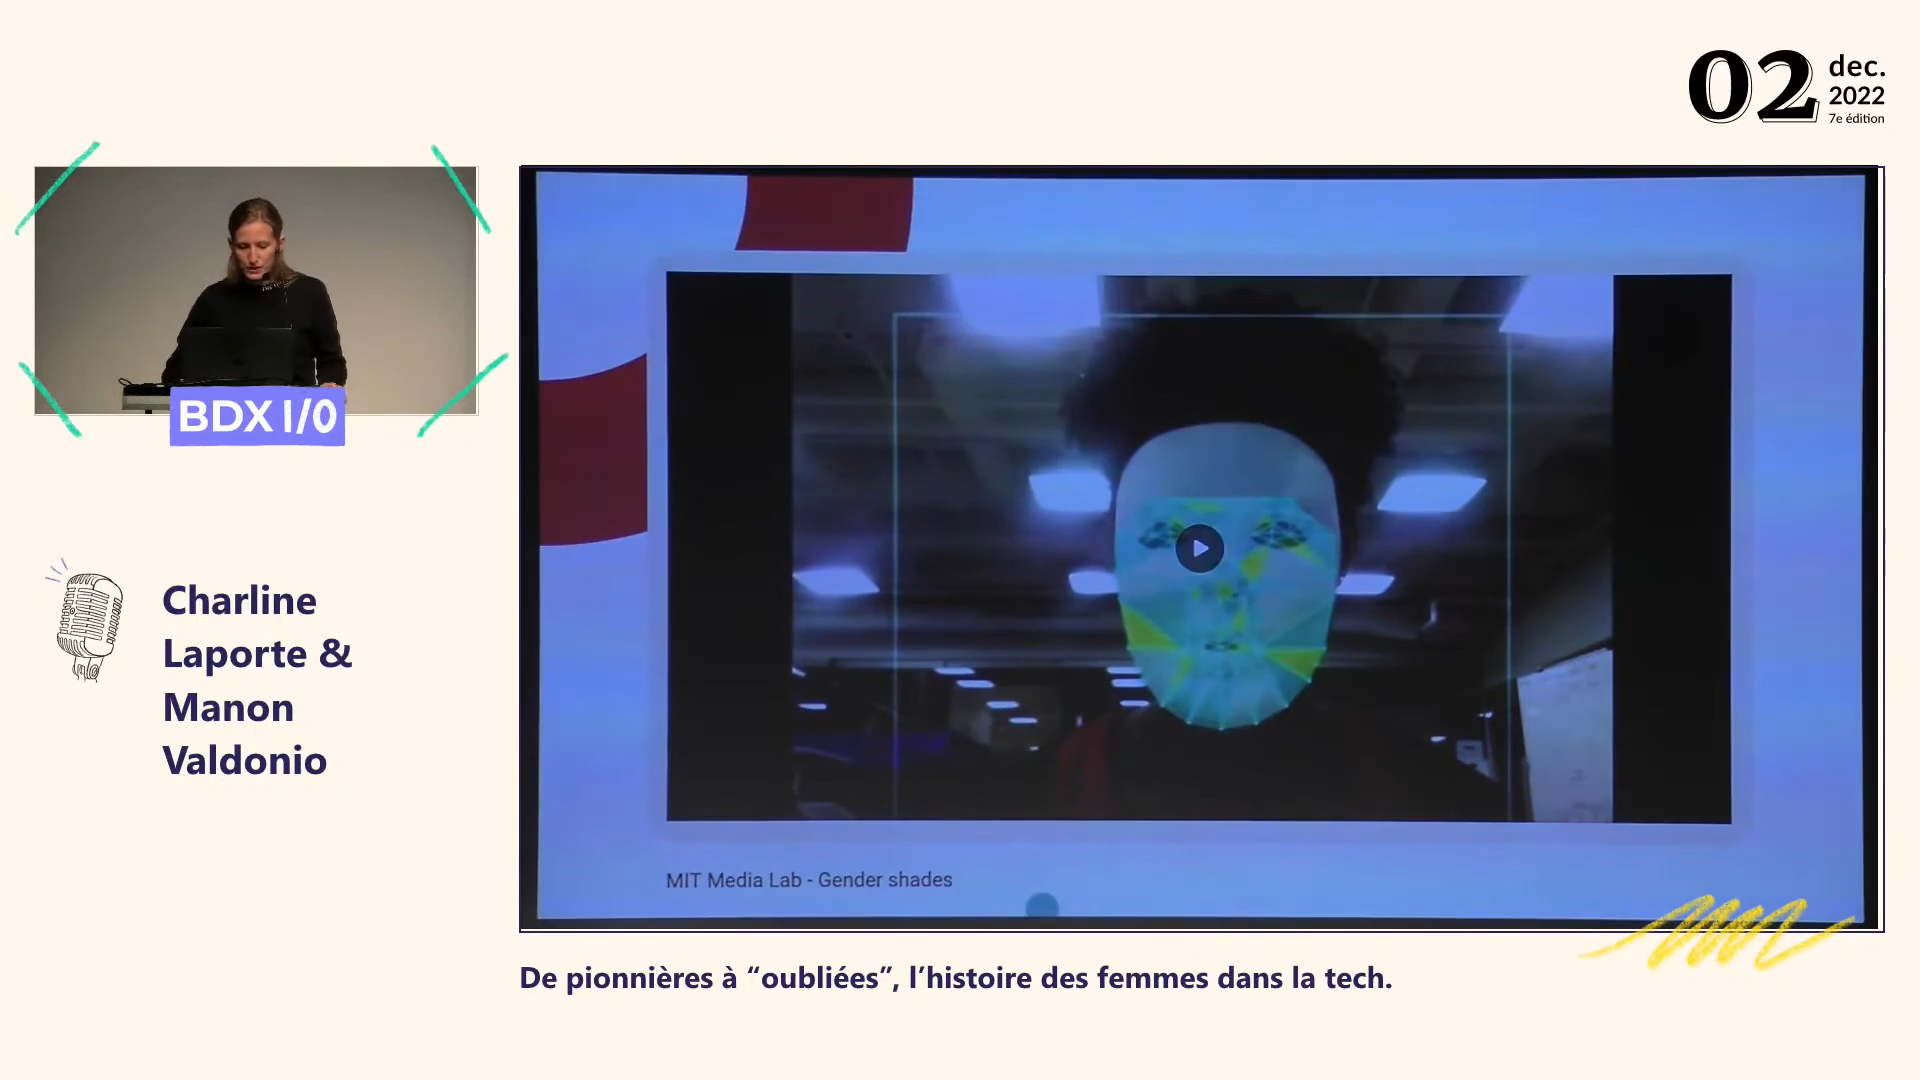 02
dec.
2022
7e édition
BDX I/O
Charline
Laporte &
Manon
Valdonio
MIT Media Lab - Gender shades
De pionnières à “oubliées”, l’histoire des femmes dans la tech.